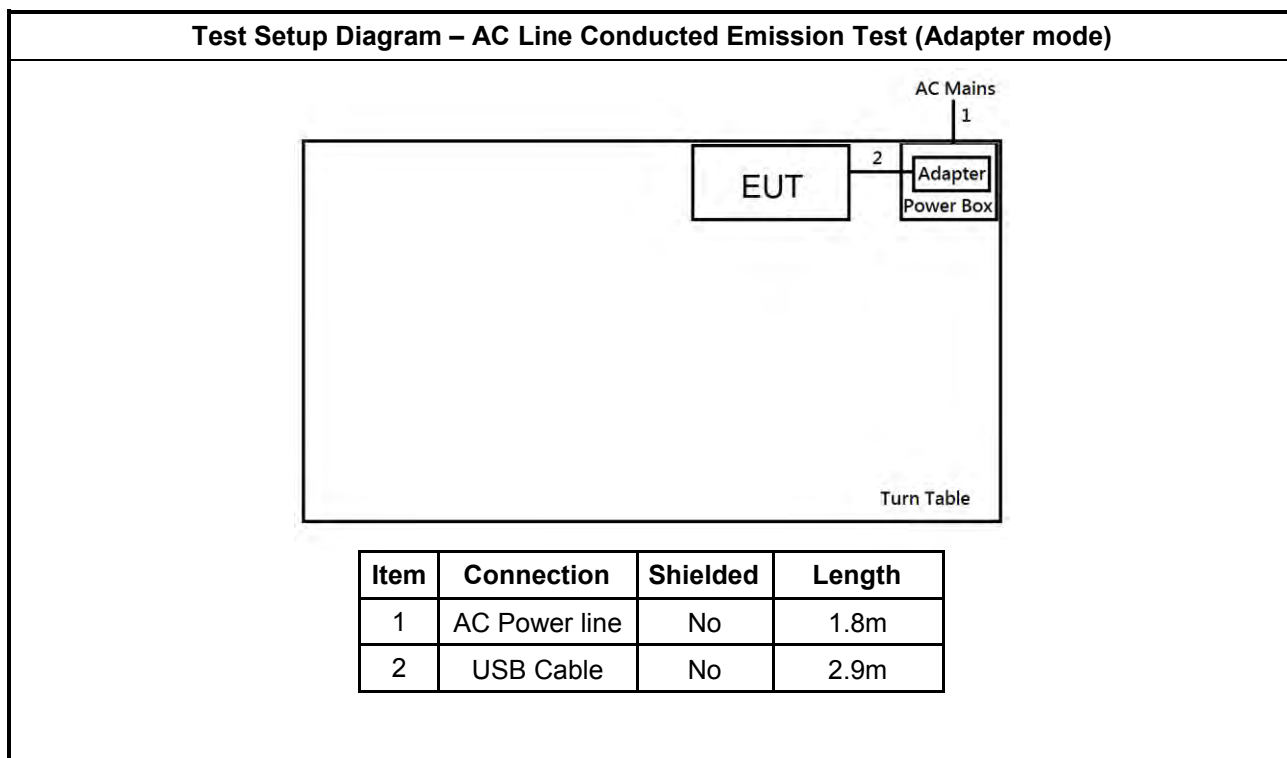 Test Setup Diagram – AC Line Conducted Emission Test (Adapter mode)
AC Mains
1
2
EUT
Adapter
Power Box
Turn Table
Item Connection Shielded Length
1 AC Power line No 1.8m
2 USB Cable No 2.9m